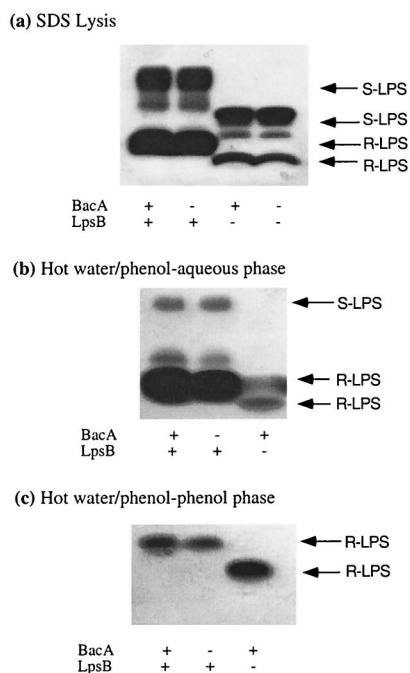 (a) SDS Lysis
S-LPS
S-LPS
R-LPS
R-LPS
BacA + - + -
LpsB + + - -
(b) Hot water/phenol-aqueous phase
S-LPS
R-LPS
R-LPS
BacA + - +
LpsB + + -
(c) Hot water/phenol-phenol phase
R-LPS
R-LPS
BacA + - +
LpsB + + -